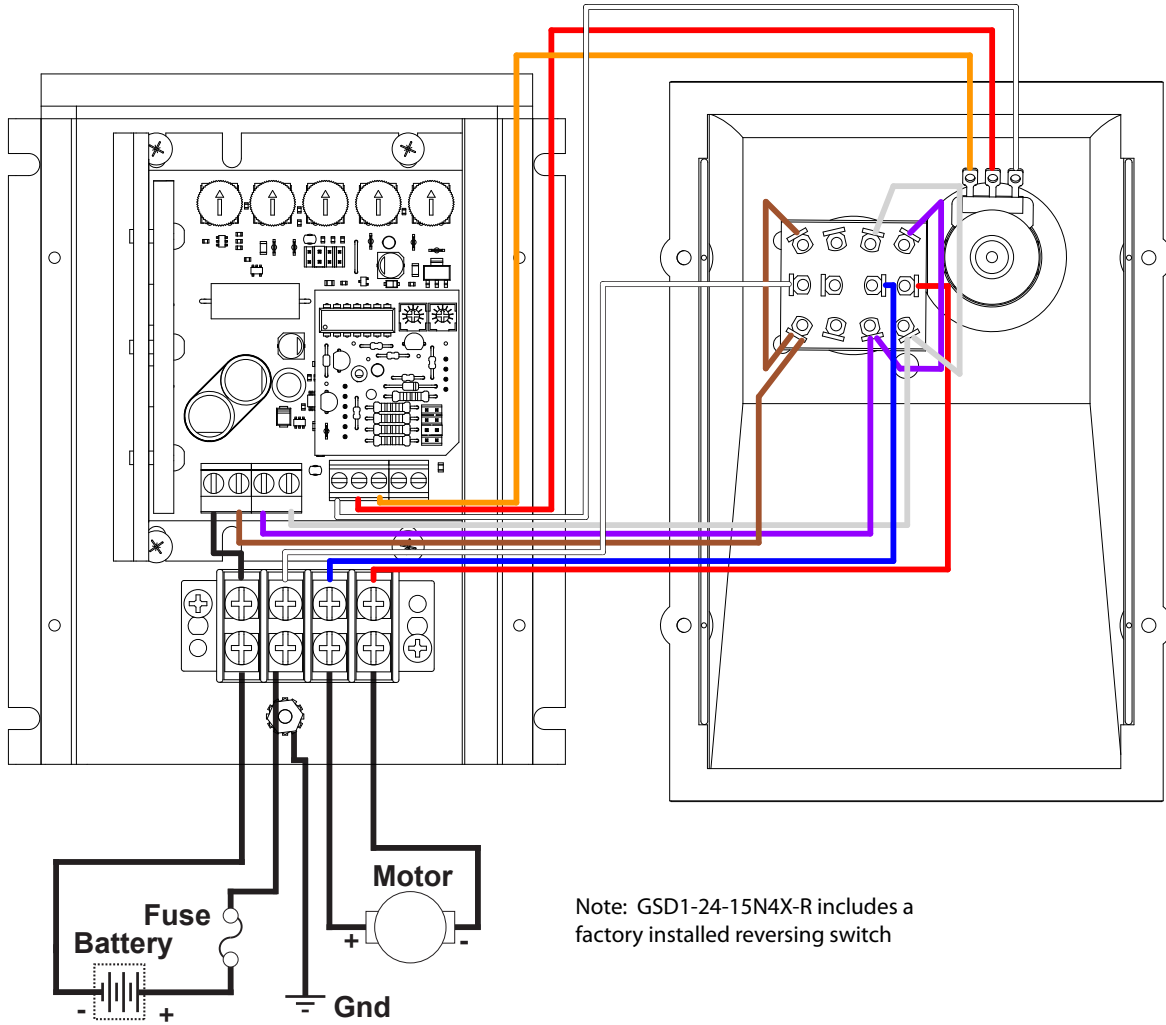 Motor
Fuse
Battery
+
-
-
+
Gnd
Note:  GSD1-24-15N4X-R includes a
factory installed reversing switch